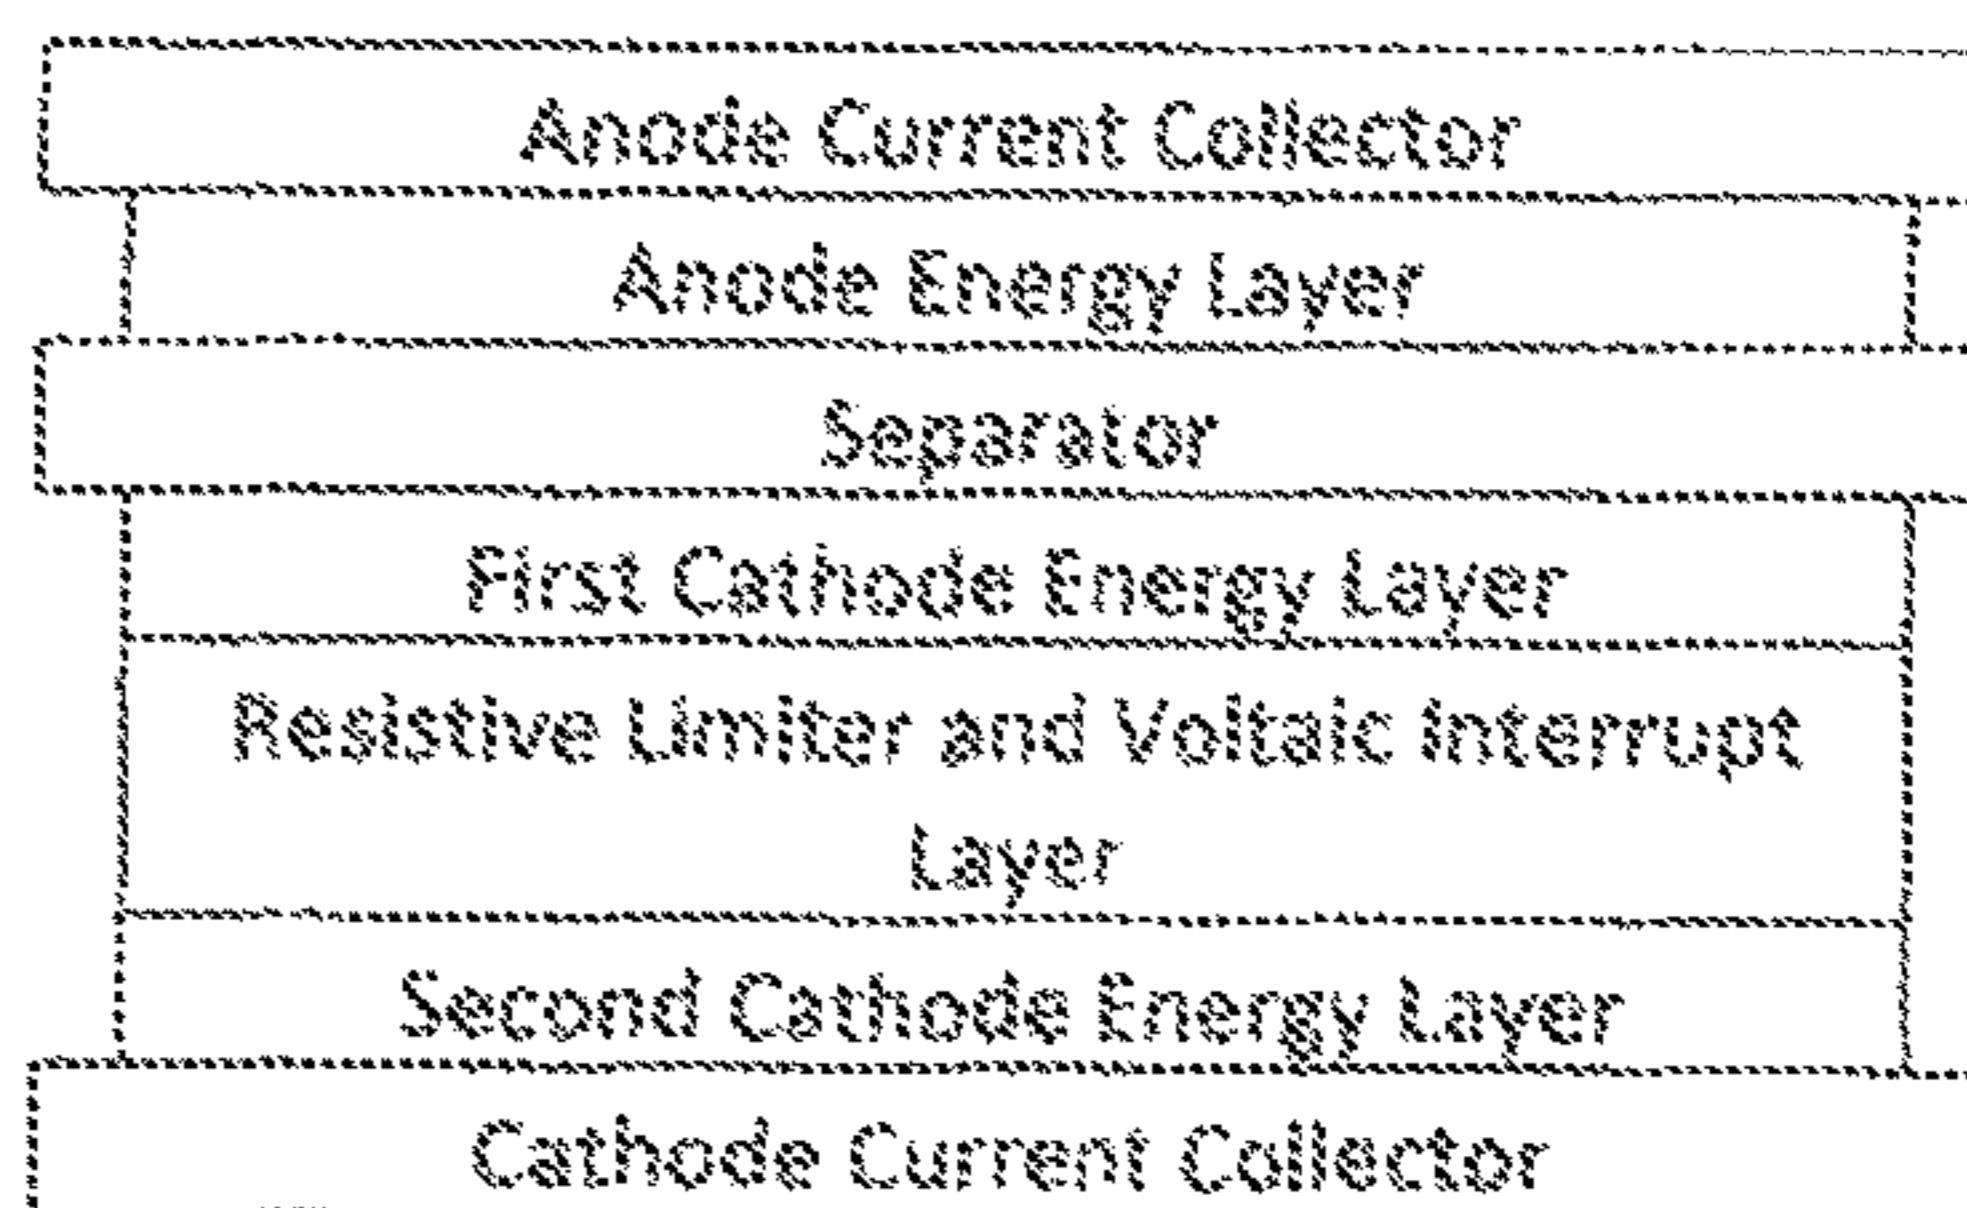 Anode Current Collector
Anode Energy Layer
Separator
First Cathode Energy Layer
Resistive Limiter and Voltaic Interrupt
Layer
Second Cathode Energy Layer
Cathode Current Collector